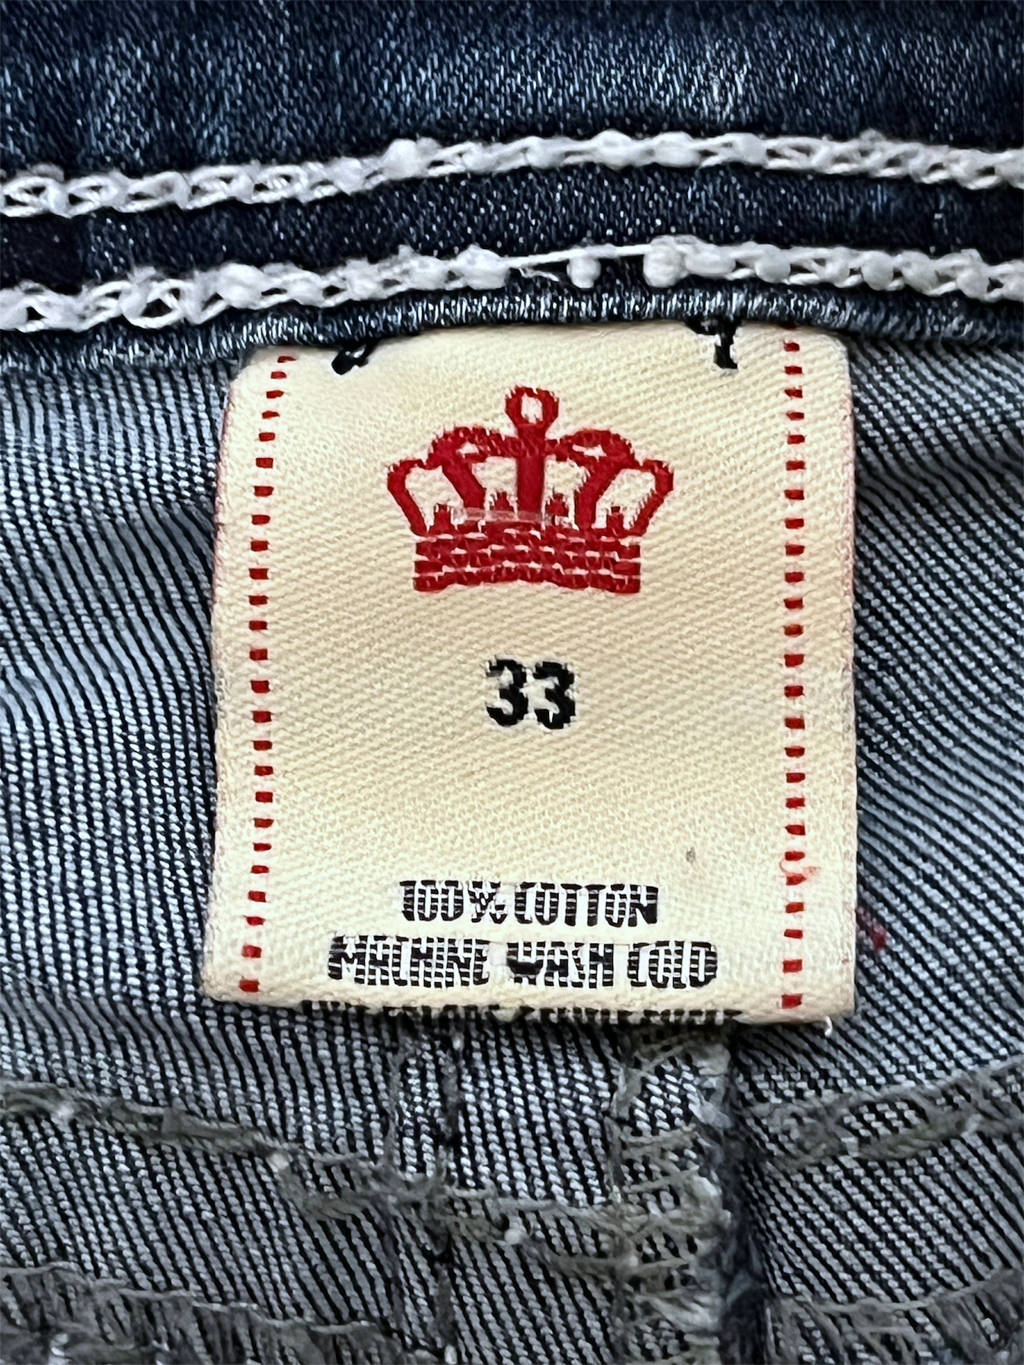 33
100% COTTON
MACHINE WASH COLD